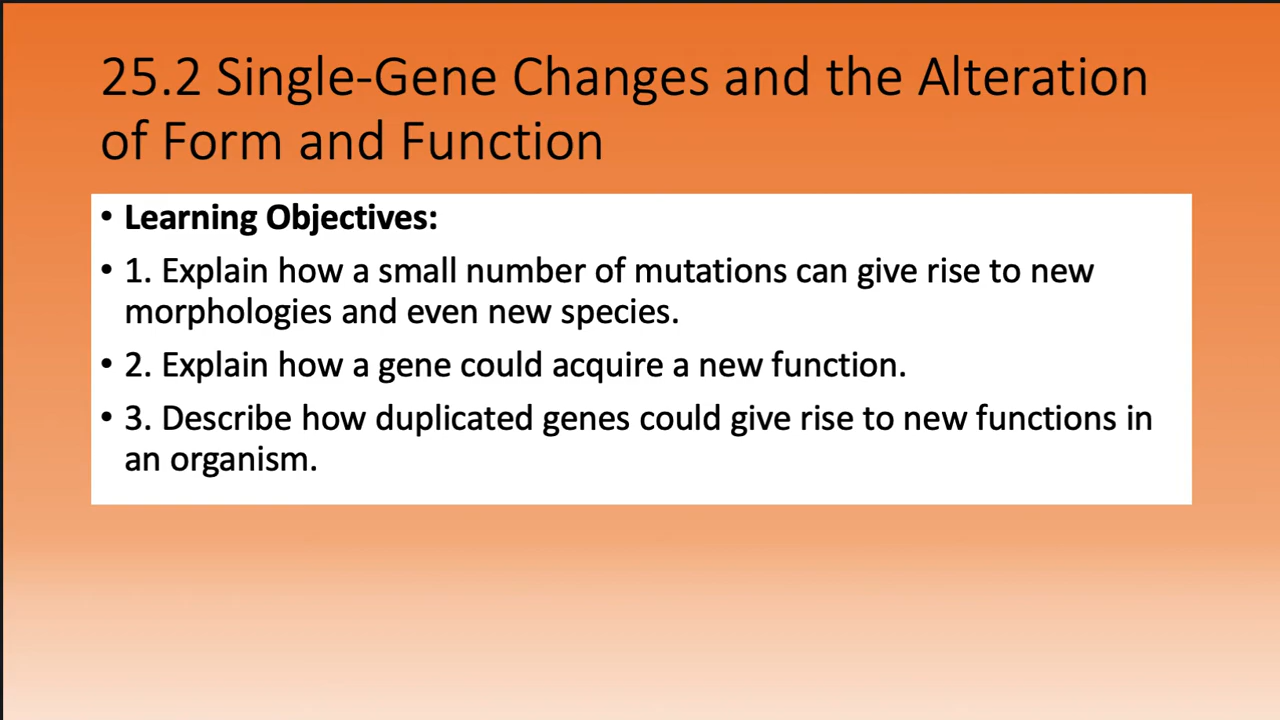 25.2 Single-Gene Changes and the Alteration
of Form and Function
• Learning Objectives:
• 1. Explain how a small number of mutations can give rise to new
morphologies and even new species.
• 2. Explain how a gene could acquire a new function.
• 3. Describe how duplicated genes could give rise to new functions in
an organism.